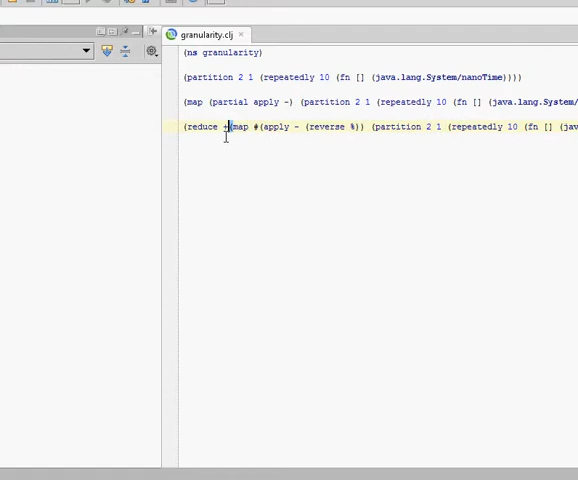 granularity.clj
(ns granularity)
(partition 2 1 (repeatedly 10 (fn [] (java.lang.System/nanoTime))))
(map (partial apply -) (partition 2 1 (repeatedly 10 (fn [] (java.lang.System/
(reduce +(map #(apply - (reverse %)) (partition 2 1 (repeatedly 10 (fn [] (jav